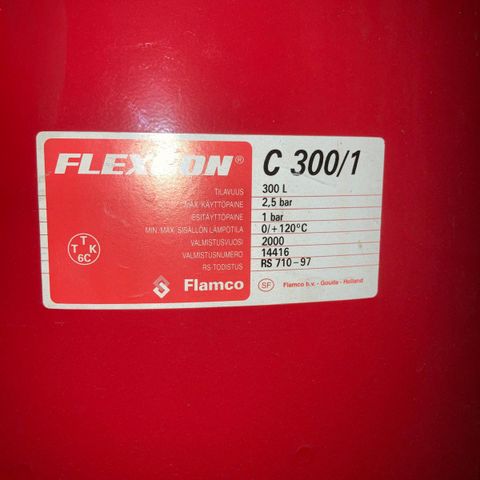 FLEXCON® C 300/1
TILAVUUS 300 L
MAX. KÄYTTÖPAINE 2,5 bar
ESITÄYTTÖPAINE 1 bar
MIN. MAX. SISÄLLÖN LÄMPÖTILA 0/+120°C
VALMISTUSVUOSI 2000
VALMISTUSNUMERO 14416
RS-TODISTUS RS 710-97
T
T K
6C
Flamco
SF Flamco b.v. - Gouda - Holland